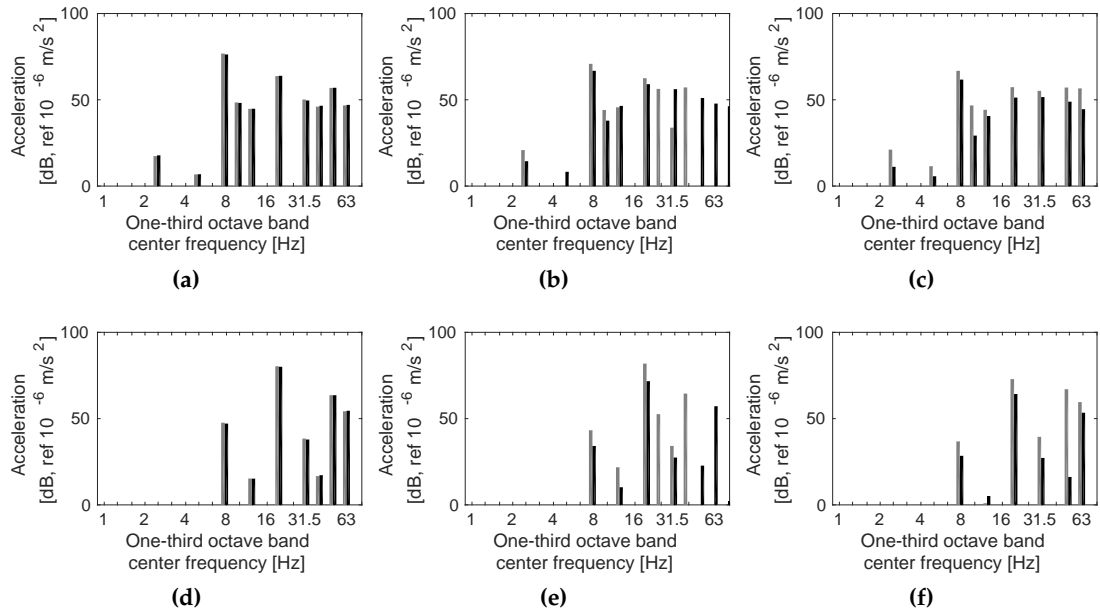 100
50
0
Acceleration
[dB, ref 10 -6 m/s 2]
1 2 4 8 16 31.5 63
One-third octave band
center frequency [Hz]
(a)
100
50
0
Acceleration
[dB, ref 10 -6 m/s 2]
1 2 4 8 16 31.5 63
One-third octave band
center frequency [Hz]
(b)
100
50
0
Acceleration
[dB, ref 10 -6 m/s 2]
1 2 4 8 16 31.5 63
One-third octave band
center frequency [Hz]
(c)
100
50
0
Acceleration
[dB, ref 10 -6 m/s 2]
1 2 4 8 16 31.5 63
One-third octave band
center frequency [Hz]
(d)
100
50
0
Acceleration
[dB, ref 10 -6 m/s 2]
1 2 4 8 16 31.5 63
One-third octave band
center frequency [Hz]
(e)
100
50
0
Acceleration
[dB, ref 10 -6 m/s 2]
1 2 4 8 16 31.5 63
One-third octave band
center frequency [Hz]
(f)